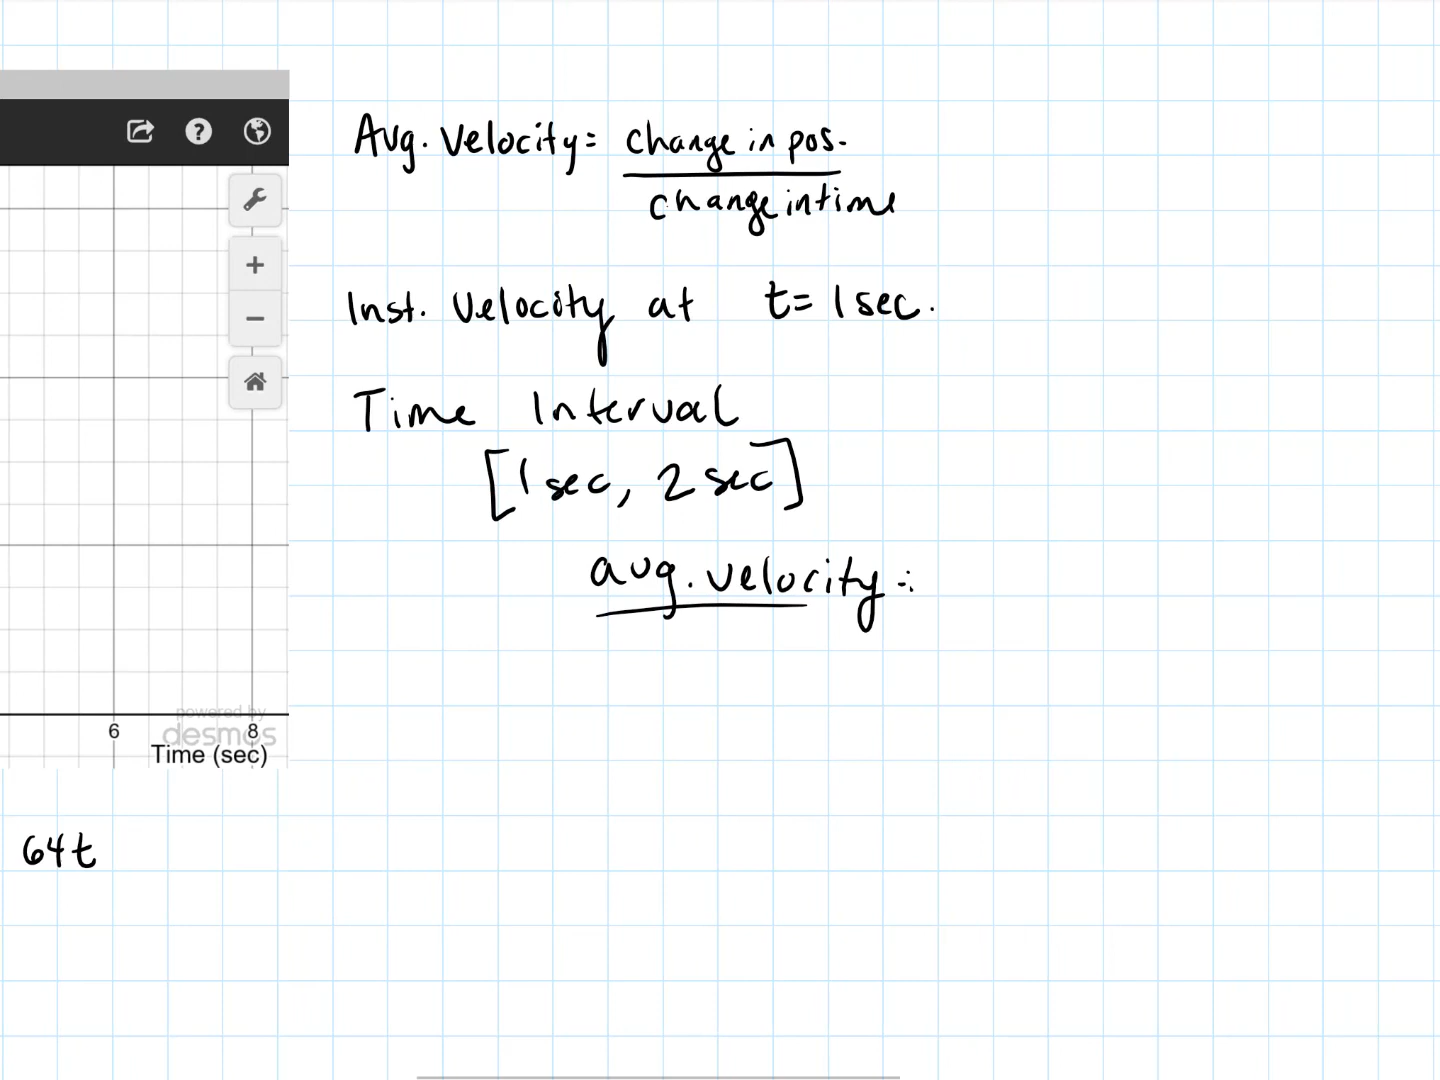 Avg. Velocity = change in pos.
change in time
Inst. Velocity at t = 1 sec.
Time Interval
[1 sec, 2 sec]
avg. velocity =
6 8
powered by
desmos
Time (sec)
64t